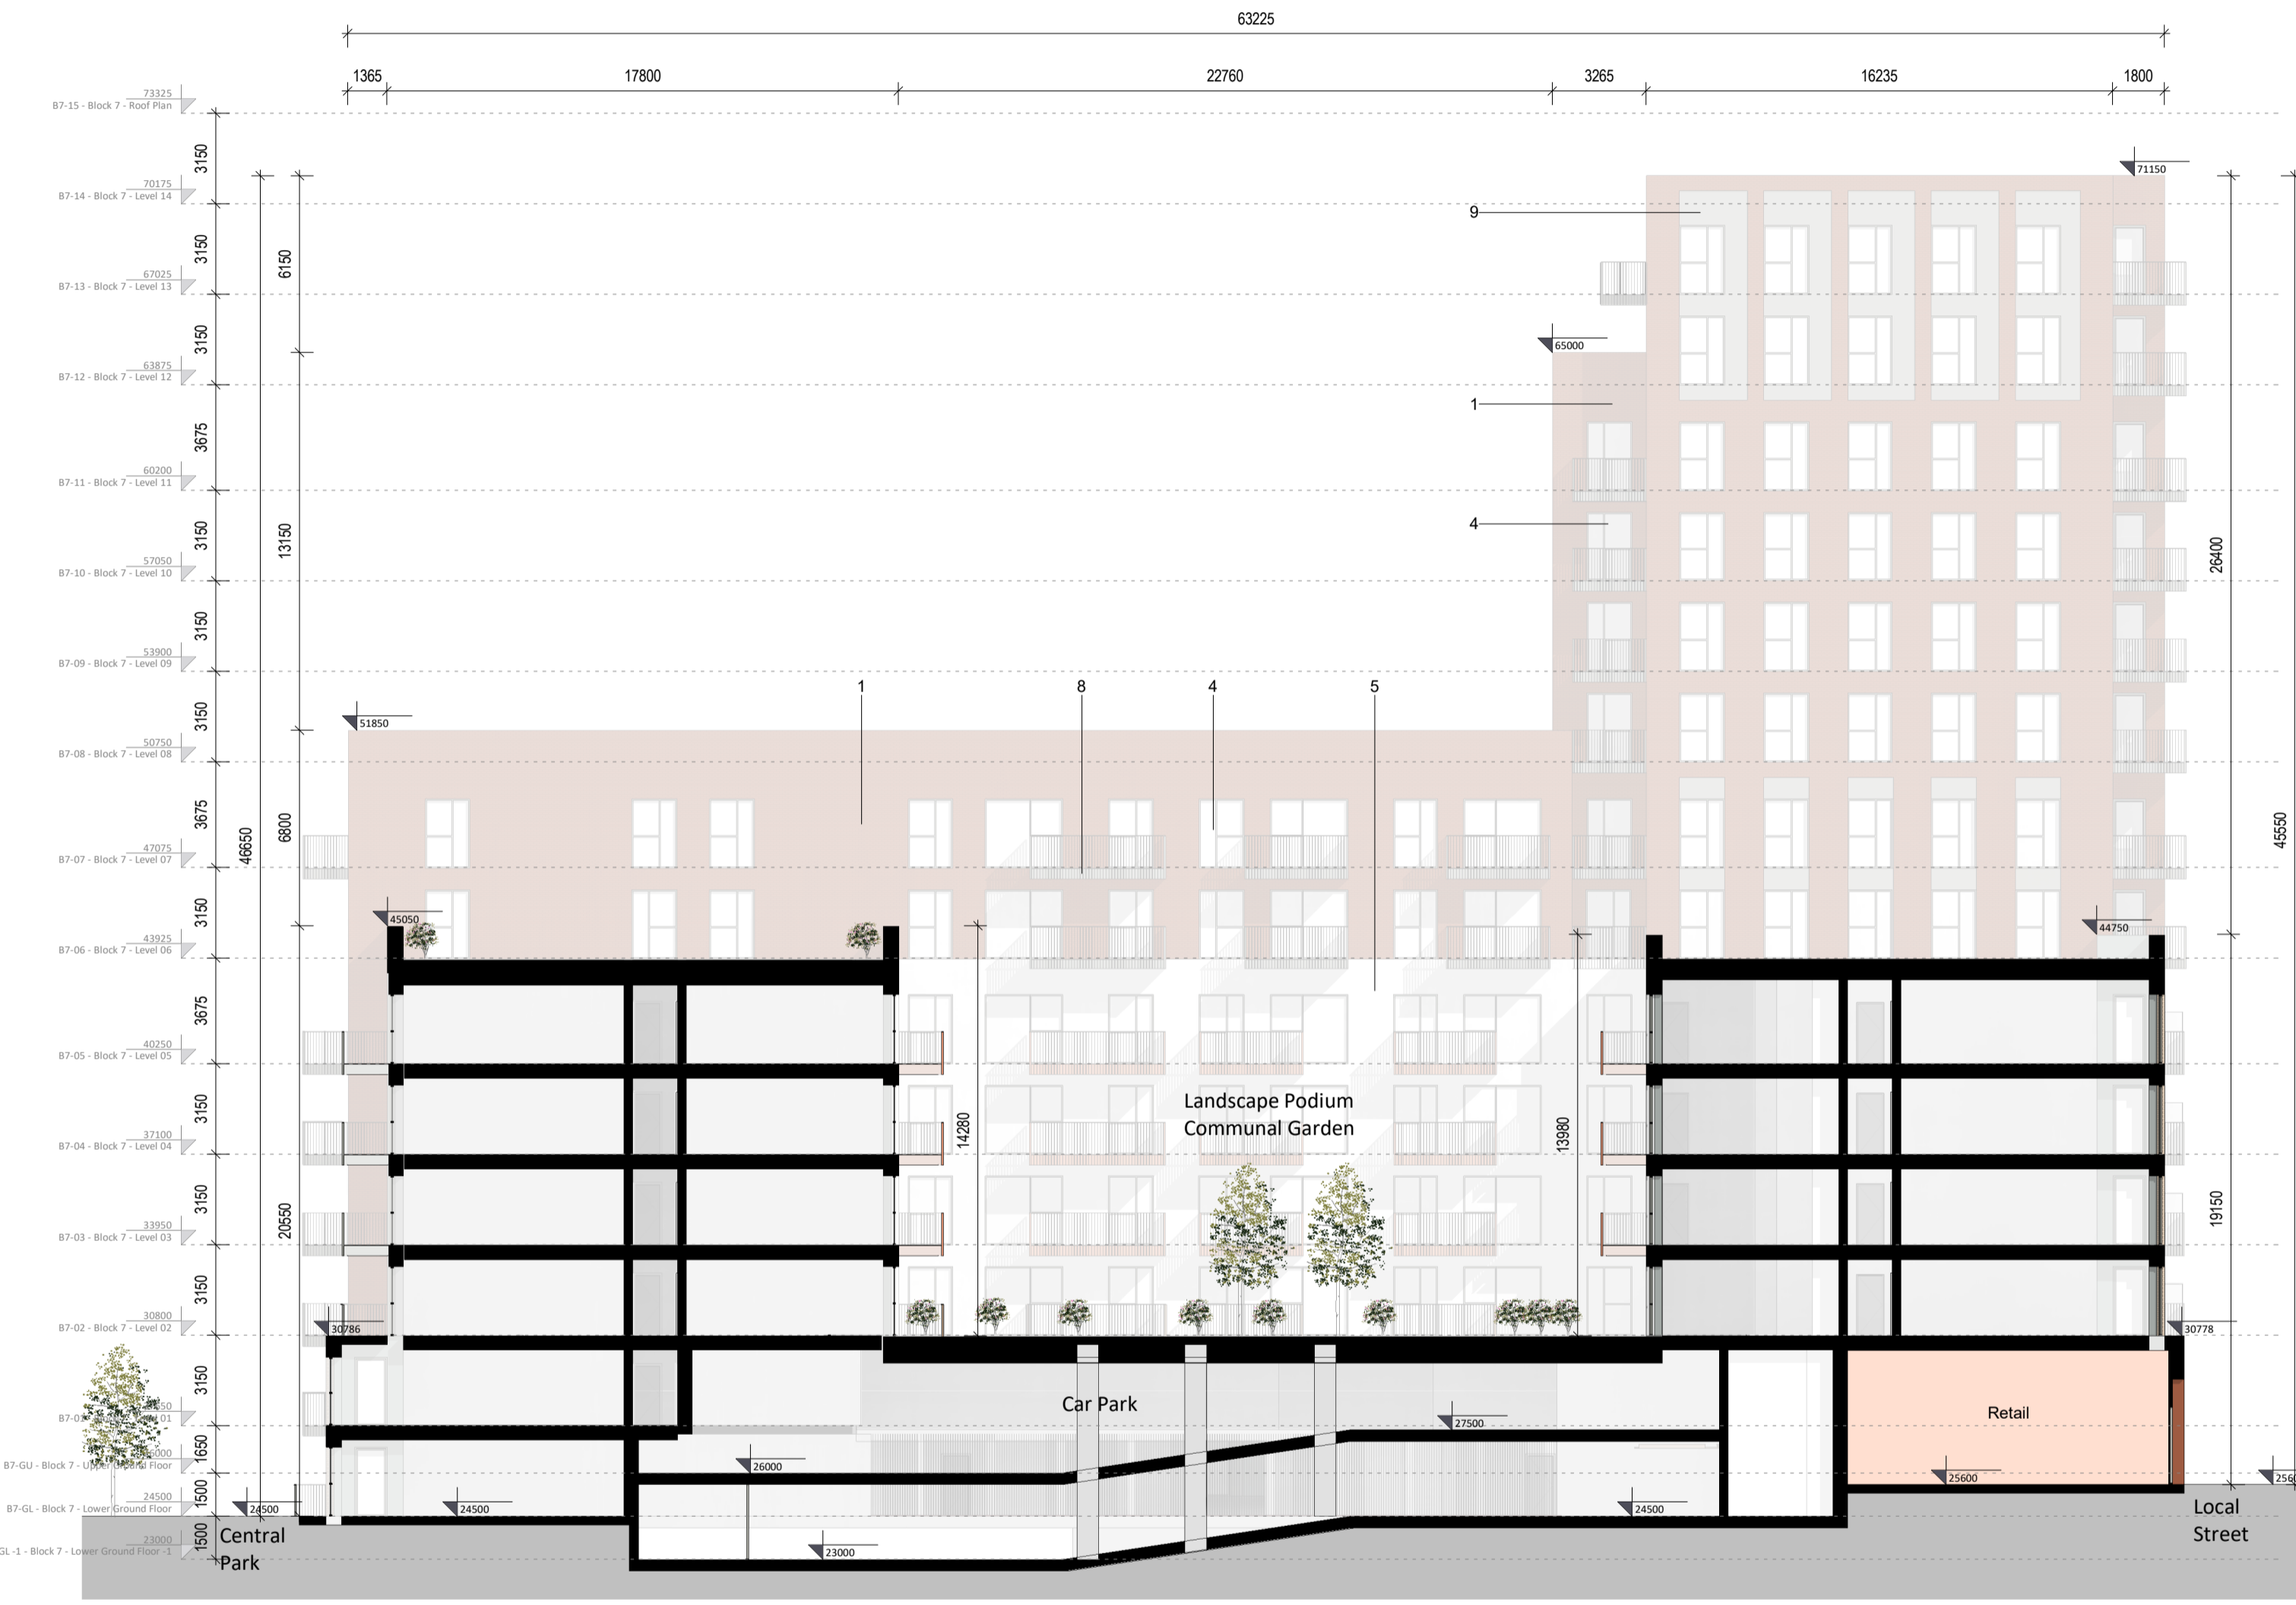 63225
1365
17800
22760
3265
16235
1800
73325
B7-15 - Block 7 - Roof Plan
3150
71150
70175
B7-14 - Block 7 - Level 14
9
3150
6150
67025
B7-13 - Block 7 - Level 13
3150
65000
63875
B7-12 - Block 7 - Level 12
1
3675
60200
B7-11 - Block 7 - Level 11
4
3150
13150
26400
57050
B7-10 - Block 7 - Level 10
3150
53900
B7-09 - Block 7 - Level 09
1
8
4
5
3150
51850
50750
B7-08 - Block 7 - Level 08
3675
46650
6800
45550
47075
B7-07 - Block 7 - Level 07
3150
45050
44750
43925
B7-06 - Block 7 - Level 06
3675
40250
B7-05 - Block 7 - Level 05
3150
14280
Landscape Podium
Communal Garden
13980
37100
B7-04 - Block 7 - Level 04
3150
20550
19150
33950
B7-03 - Block 7 - Level 03
3150
30800
B7-02 - Block 7 - Level 02
30786
30778
3150
Car Park
Retail
27500
1650
B7-GU - Block 7 - Upper Ground Floor
26000
25600
1500
24500
B7-GL - Block 7 - Lower Ground Floor
24500
24500
24500
Central
Park
Local
Street
1500
23000
GL -1 - Block 7 - Lower Ground Floor -1
23000